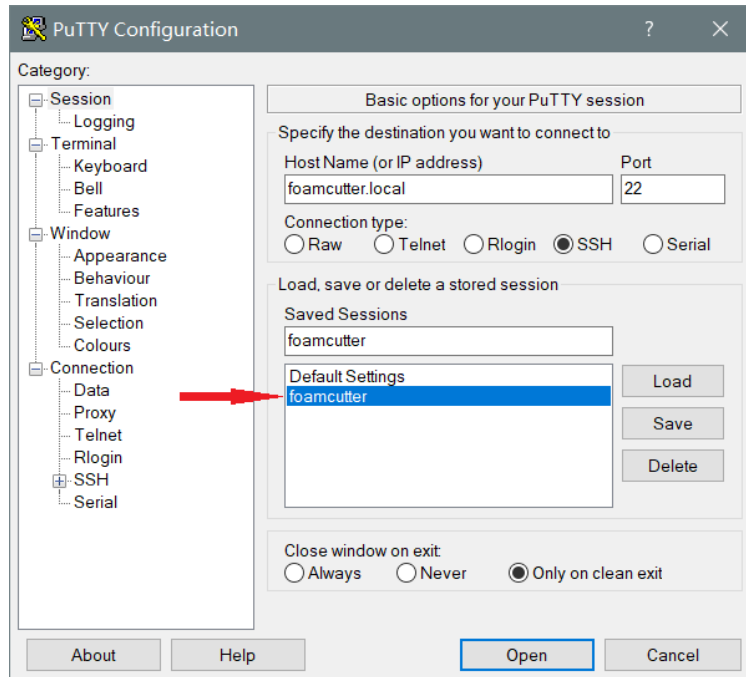 PuTTY Configuration
?
Category:
Session
Logging
Terminal
Keyboard
Bell
Features
Window
Appearance
Behaviour
Translation
Selection
Colours
Connection
Data
Proxy
Telnet
Rlogin
SSH
Serial
Basic options for your PuTTY session
Specify the destination you want to connect to
Host Name (or IP address) Port
foamcutter.local 22
Connection type:
Raw Telnet Rlogin SSH Serial
Load, save or delete a stored session
Saved Sessions
foamcutter
Default Settings
foamcutter
Load
Save
Delete
Close window on exit:
Always Never Only on clean exit
About Help Open Cancel